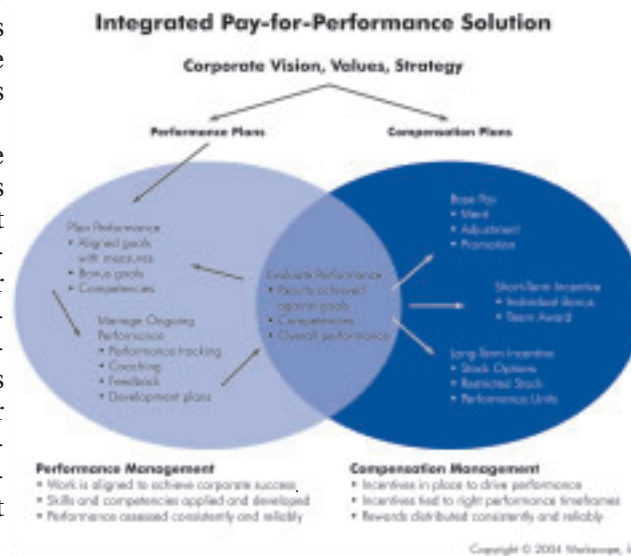 Integrated Pay-for-Performance Solution
Corporate Vision, Values, Strategy
Performance Plans
Compensation Plans
Plan Performance
• Aligned goals
with measures
• Bonus goals
• Competencies
Manage Ongoing
Performance
• Performance tracking
• Coaching
• Feedback
• Development plans
Evaluate Performance
• Results achieved
against goals
• Competencies
• Overall performance
Base Pay
• Merit
• Adjustment
• Promotion
Short-Term Incentive
• Individual Bonus
• Team Award
Long-Term Incentive
• Stock Options
• Restricted Stock
• Performance Units
Performance Management
• Work is aligned to achieve corporate success
• Skills and competencies applied and developed
• Performance assessed consistently and reliably
Compensation Management
• Incentives in place to drive performance
• Incentives tied to right performance timeframes
• Rewards distributed consistently and reliably
Copyright © 2004 Workscape,